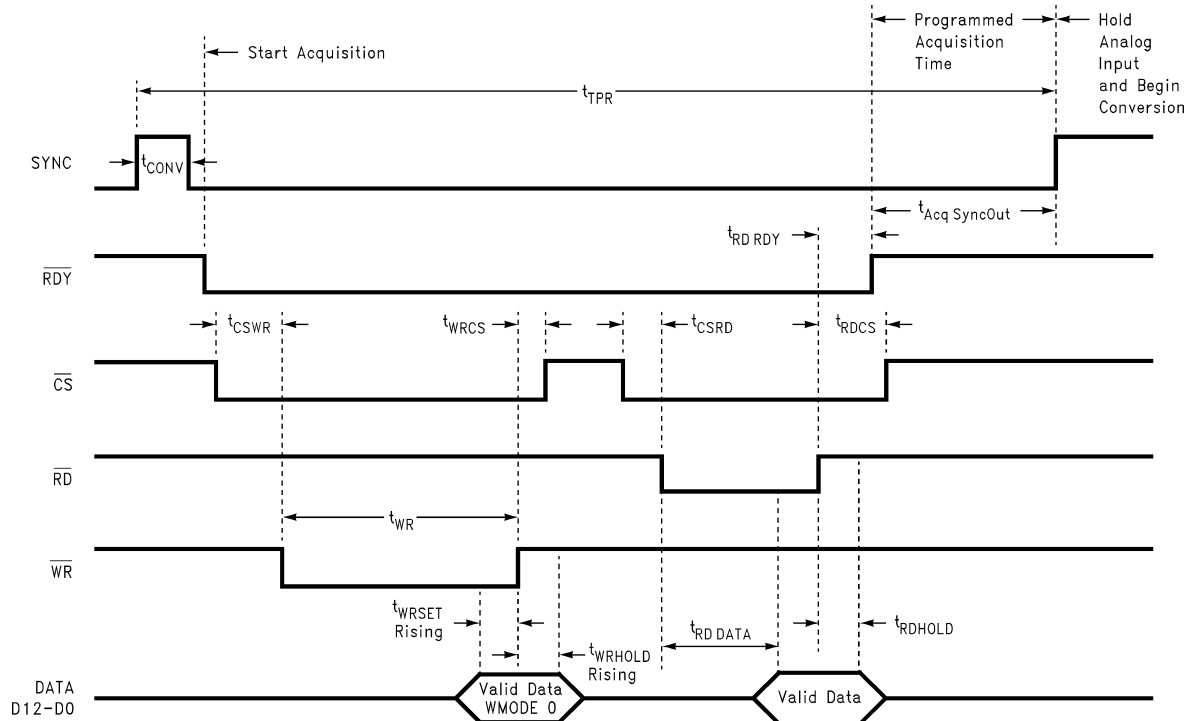 Start Acquisition
Programmed
Acquisition
Time
Hold
Analog
Input
and Begin
Conversion
tTPR
SYNC
tCONV
tAcq SyncOut
tRD RDY
RDY
tCSWR
tWRCS
tCSRD
tRDCS
CS
RD
tWR
WR
tWRSET
Rising
tWRHOLD
Rising
tRD DATA
tRDHOLD
DATA
D12-D0
Valid Data
WMODE 0
Valid Data